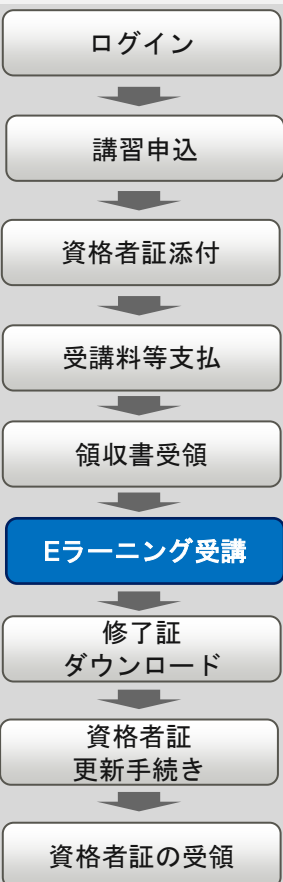 ログイン
講習申込
資格者証添付
受講料等支払
領収書受領
Eラーニング受講
修了証
ダウンロード
資格者証
更新手続き
資格者証の受領